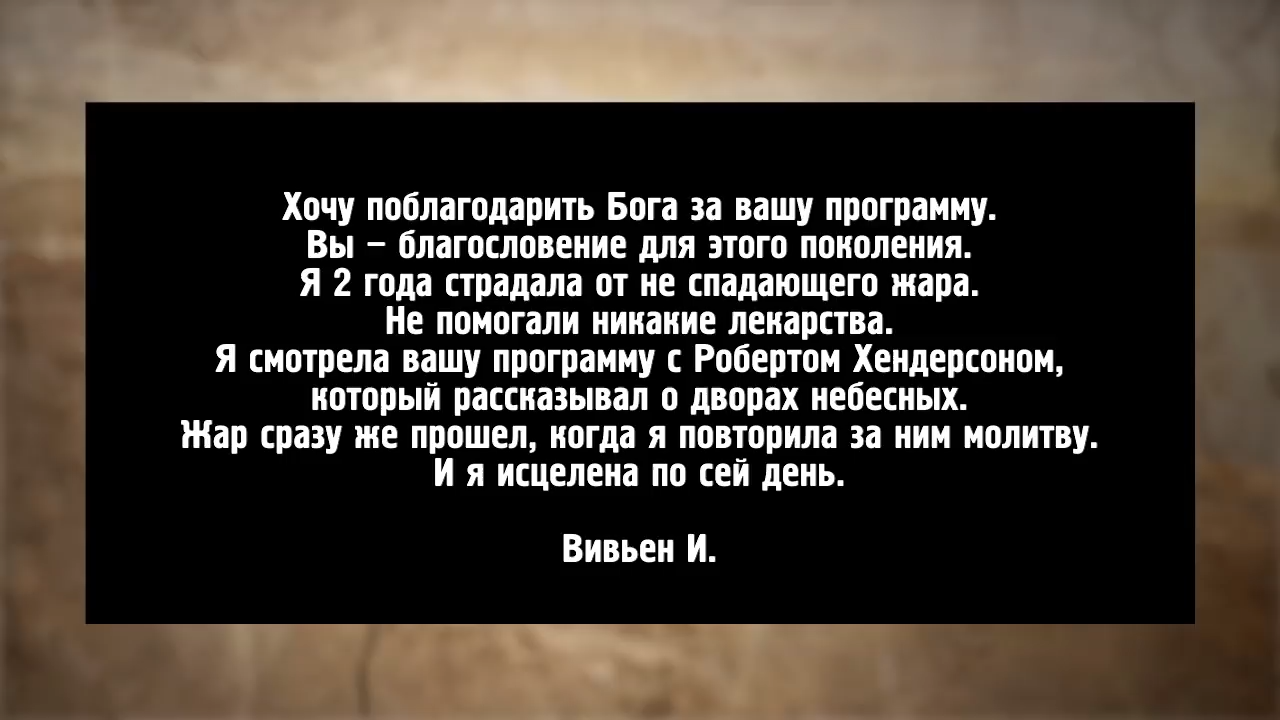 Хочу поблагодарить Бога за вашу программу.
Вы – благословение для этого поколения.
Я 2 года страдала от не спадающего жара.
Не помогали никакие лекарства.
Я смотрела вашу программу с Робертом Хендерсоном,
который рассказывал о дворах небесных.
Жар сразу же прошел, когда я повторила за ним молитву.
И я исцелена по сей день.
Вивьен И.